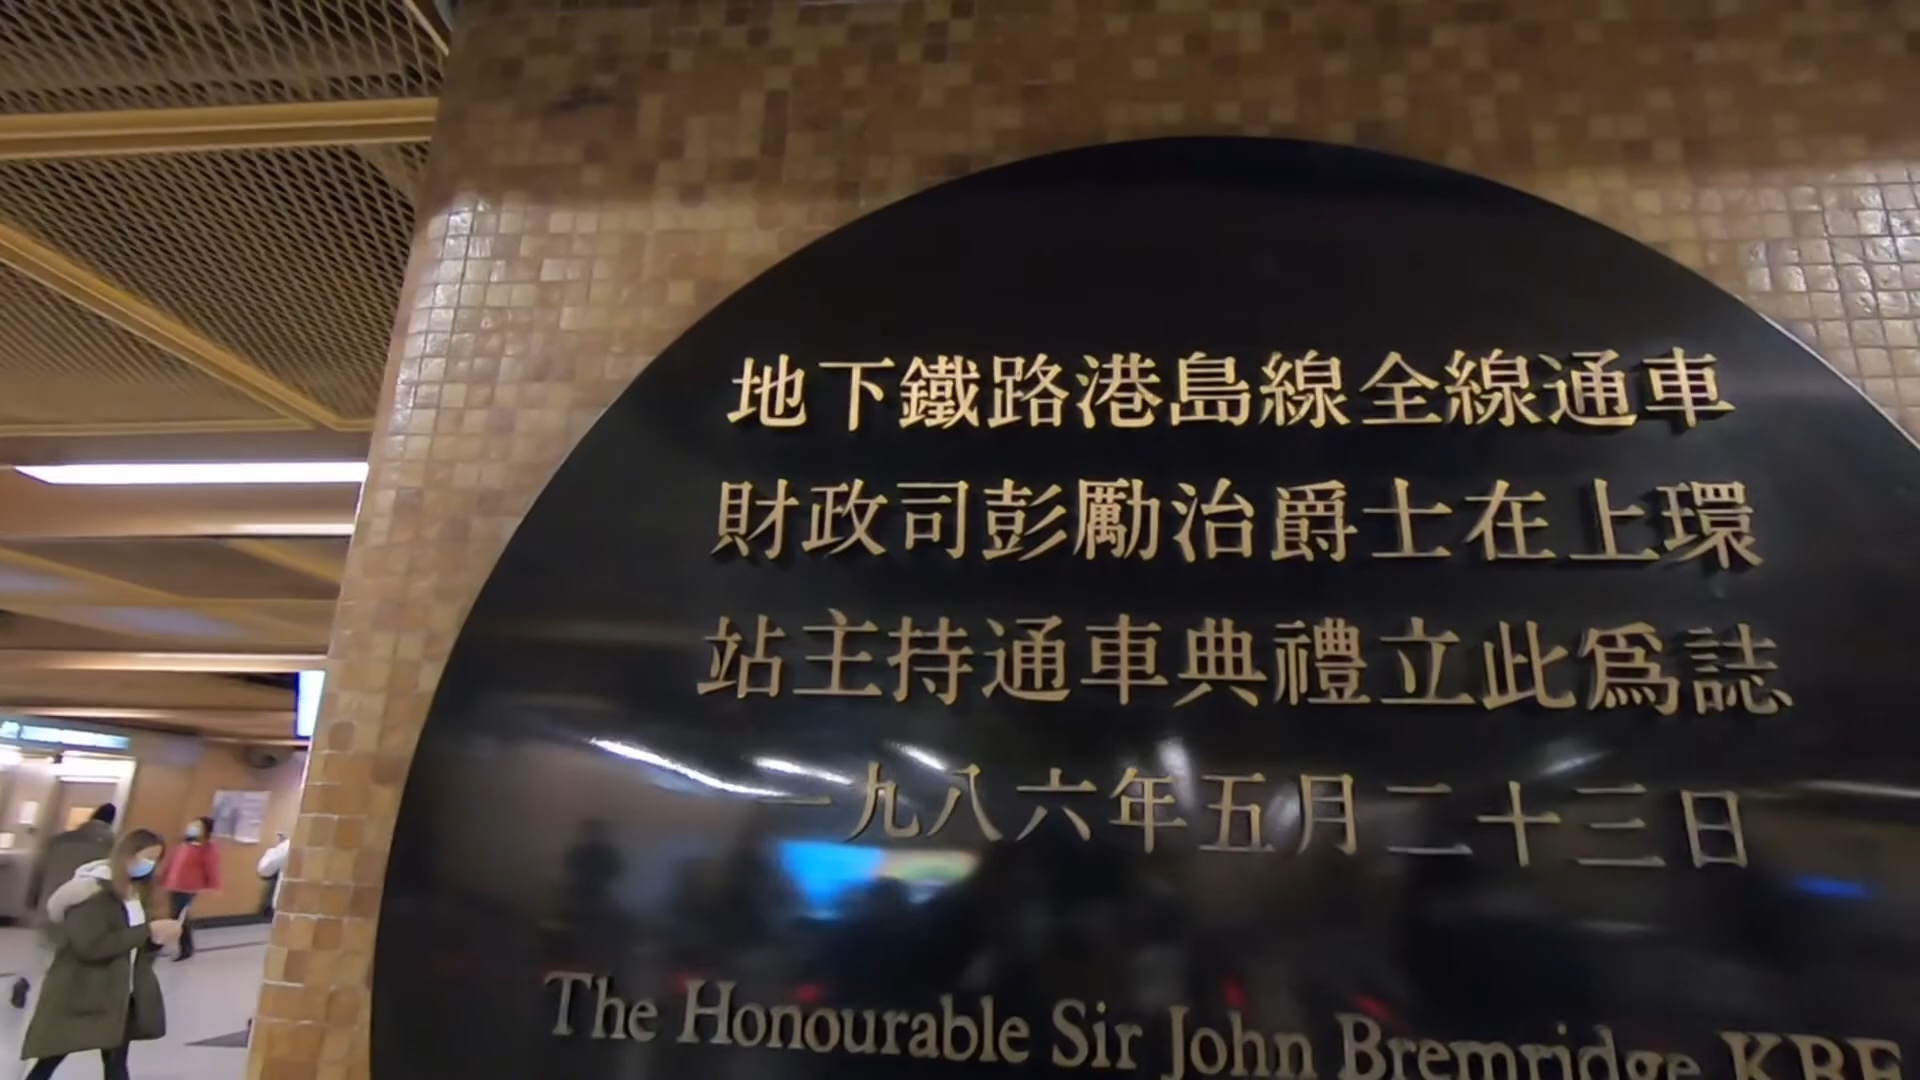 地下鐵路港島線全線通車
財政司彭勵治爵士在上環
站主持通車典禮立此爲誌
一九八六年五月二十三日
The Honourable Sir John Bremridge KBE